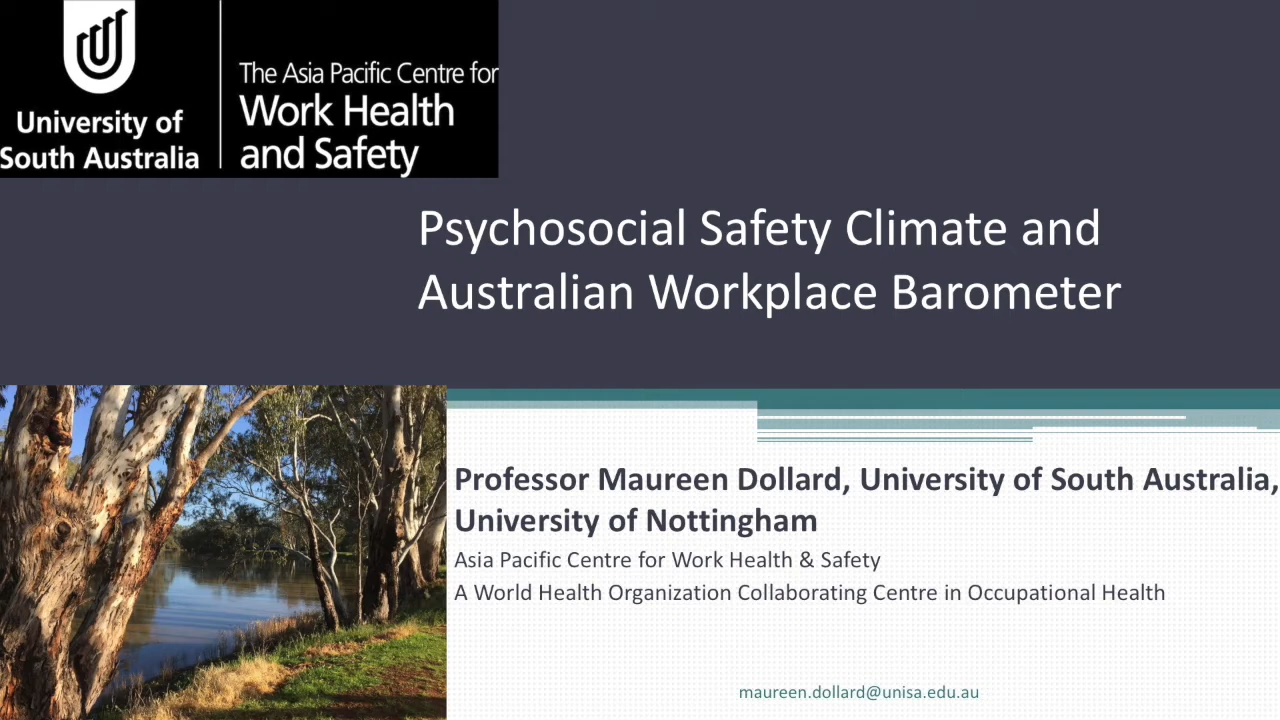 University of
South Australia
The Asia Pacific Centre for
Work Health
and Safety
Psychosocial Safety Climate and
Australian Workplace Barometer
Professor Maureen Dollard, University of South Australia,
University of Nottingham
Asia Pacific Centre for Work Health & Safety
A World Health Organization Collaborating Centre in Occupational Health
maureen.dollard@unisa.edu.au